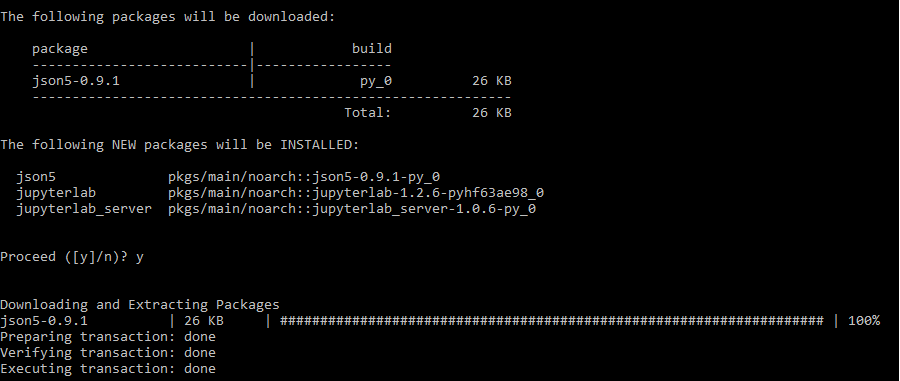 The following packages will be downloaded:
package | build
---------------------------|-----------------
json5-0.9.1 | py_0 26 KB
------------------------------------------------------------
Total: 26 KB
The following NEW packages will be INSTALLED:
json5 pkgs/main/noarch::json5-0.9.1-py_0
jupyterlab pkgs/main/noarch::jupyterlab-1.2.6-pyhf63ae98_0
jupyterlab_server pkgs/main/noarch::jupyterlab_server-1.0.6-py_0
Proceed ([y]/n)? y
Downloading and Extracting Packages
json5-0.9.1 | 26 KB | #################################################################### | 100%
Preparing transaction: done
Verifying transaction: done
Executing transaction: done